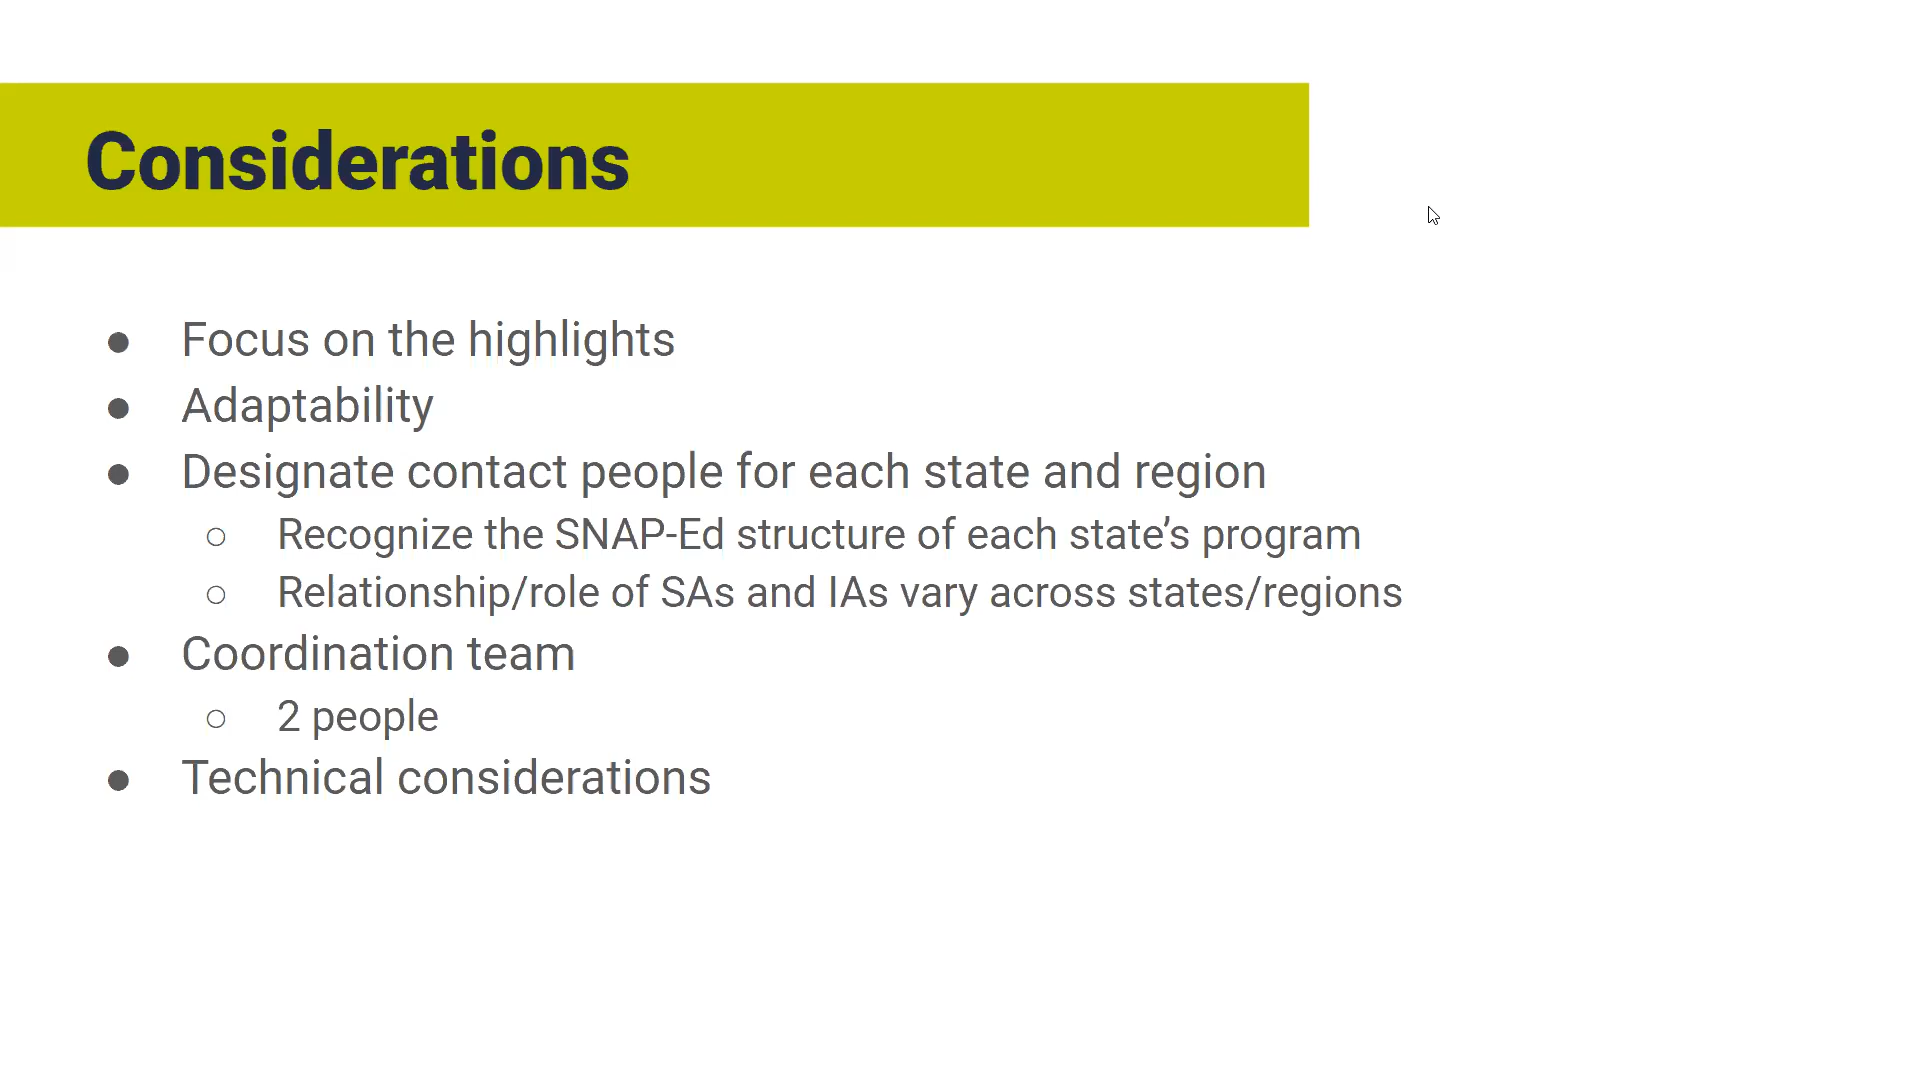 Considerations
● Focus on the highlights
● Adaptability
● Designate contact people for each state and region
○ Recognize the SNAP-Ed structure of each state’s program
○ Relationship/role of SAs and IAs vary across states/regions
● Coordination team
○ 2 people
● Technical considerations